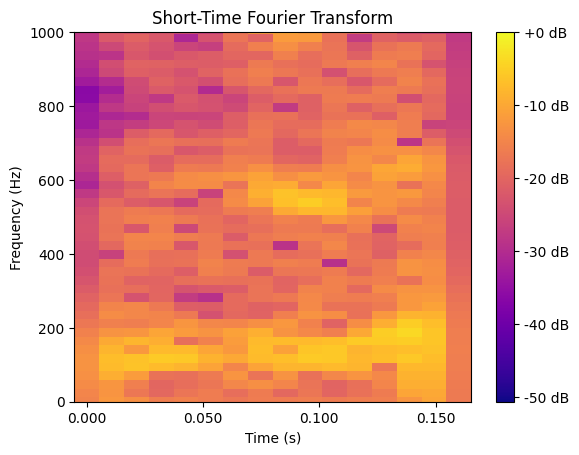 Short-Time Fourier Transform
1000
800
600
400
200
0
Frequency (Hz)
0.000
0.050
0.100
0.150
Time (s)
+0 dB
-10 dB
-20 dB
-30 dB
-40 dB
-50 dB